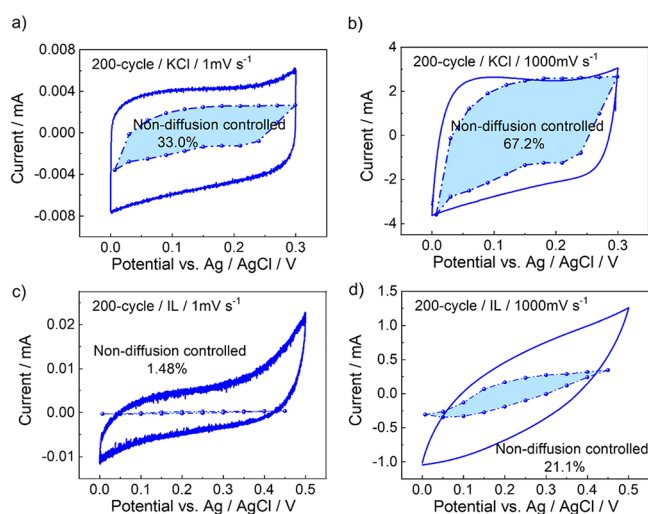 a)
200-cycle / KCl / 1mV s⁻¹
0.008
0.004
0.000
-0.004
-0.008
Current / mA
Non-diffusion controlled
33.0%
0.0 0.1 0.2 0.3
Potential vs. Ag / AgCl / V
b)
200-cycle / KCl / 1000mV s⁻¹
4
2
0
-2
-4
Current / mA
Non-diffusion controlled
67.2%
0.0 0.1 0.2 0.3
Potential vs. Ag / AgCl / V
c)
200-cycle / IL / 1mV s⁻¹
0.02
0.01
0.00
-0.01
Current / mA
Non-diffusion controlled
1.48%
0.0 0.1 0.2 0.3 0.4 0.5
Potential vs. Ag / AgCl / V
d)
200-cycle / IL / 1000mV s⁻¹
1.5
1.0
0.5
0.0
-0.5
-1.0
Current / mA
Non-diffusion controlled
21.1%
0.0 0.1 0.2 0.3 0.4 0.5
Potential vs. Ag / AgCl / V